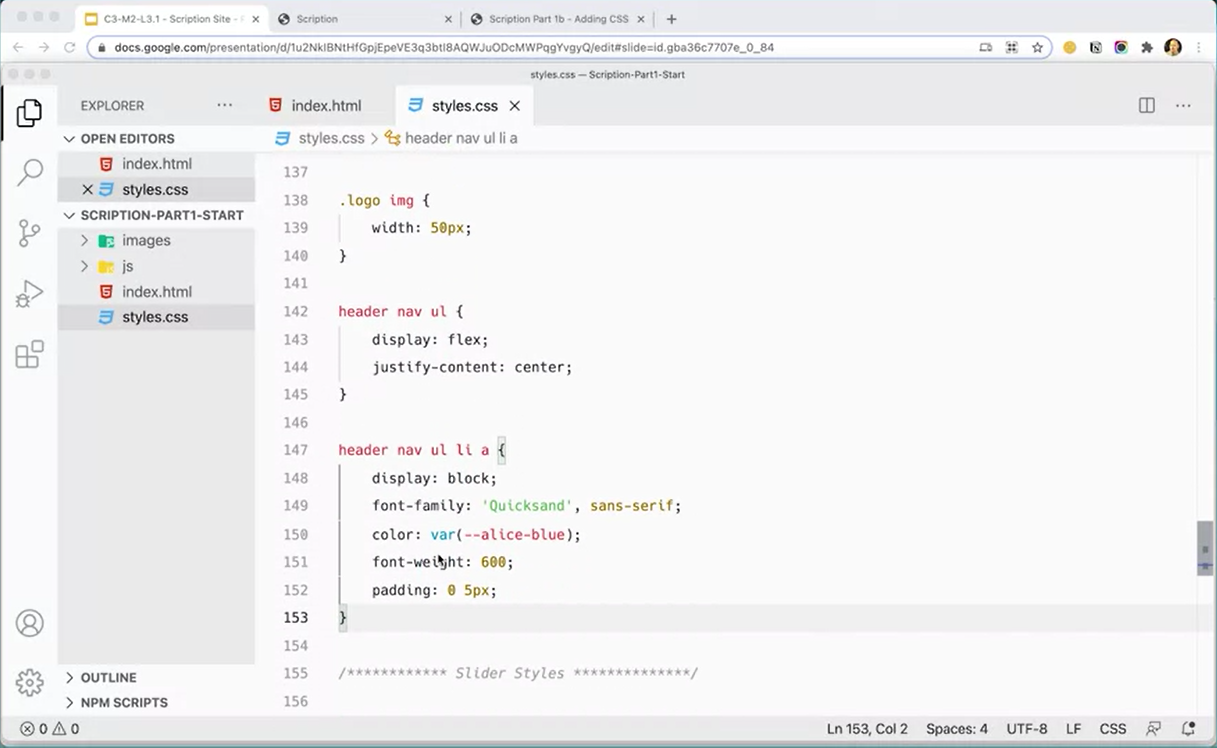 C3-M2-L3.1 - Scription Site -
Scription
Scription Part 1b - Adding CSS
docs.google.com/presentation/d/1u2NkIBNtHfGpjEpeVE3q3btI8AQWJuODcMWPqgYvgyQ/edit#slide=id.gba36c7707e_0_84
styles.css — Scription-Part1-Start
EXPLORER
index.html
styles.css
OPEN EDITORS
styles.css > header nav ul li a
index.html
styles.css
SCRIPTION-PART1-START
images
js
index.html
styles.css
137
138 .logo img {
139 width: 50px;
140 }
141
142 header nav ul {
143 display: flex;
144 justify-content: center;
145 }
146
147 header nav ul li a {
148 display: block;
149 font-family: 'Quicksand', sans-serif;
150 color: var(--alice-blue);
151 font-weight: 600;
152 padding: 0 5px;
153 }
154
155 /************ Slider Styles **************/
156
OUTLINE
NPM SCRIPTS
0 0
Ln 153, Col 2 Spaces: 4 UTF-8 LF CSS